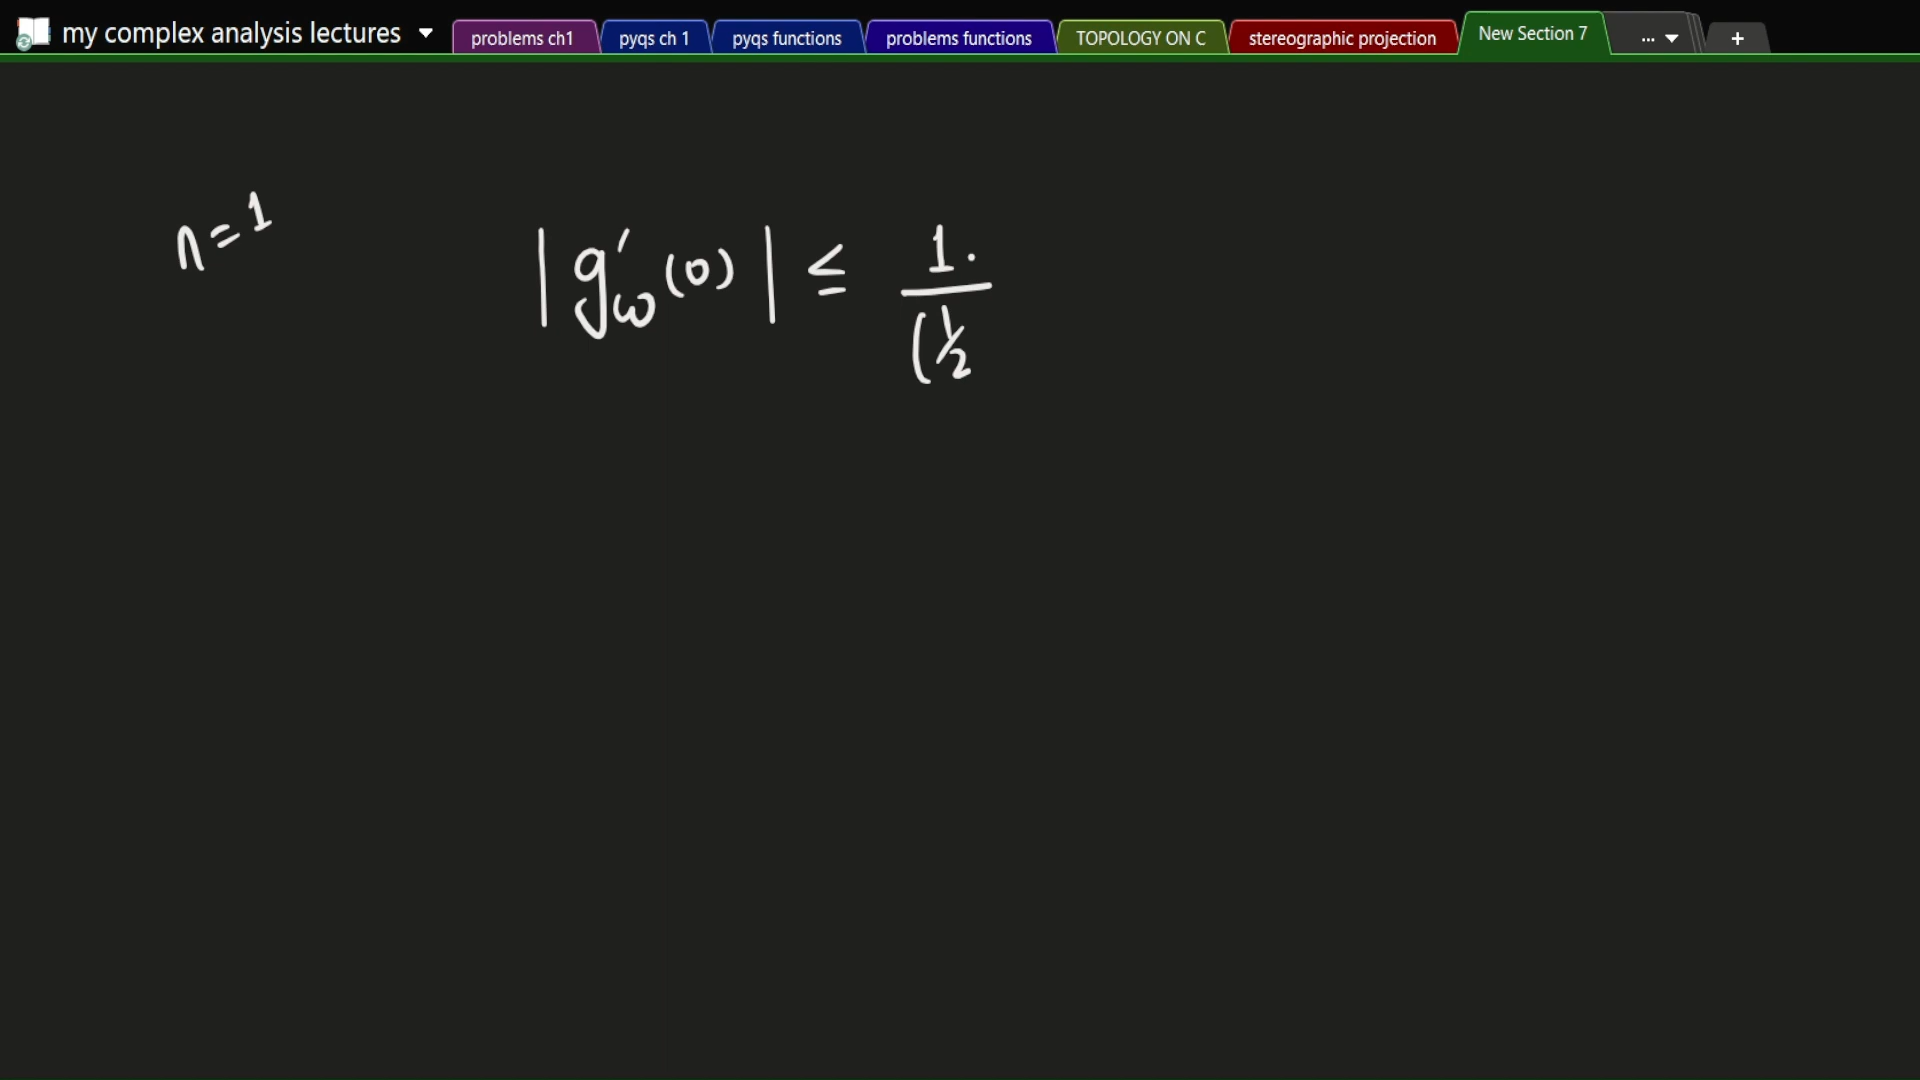 my complex analysis lectures
problems ch1
pyqs ch 1
pyqs functions
problems functions
TOPOLOGY ON C
stereographic projection
New Section 7
...
+
n=1
|g'ω(0)| ≤ 1. / (1/2